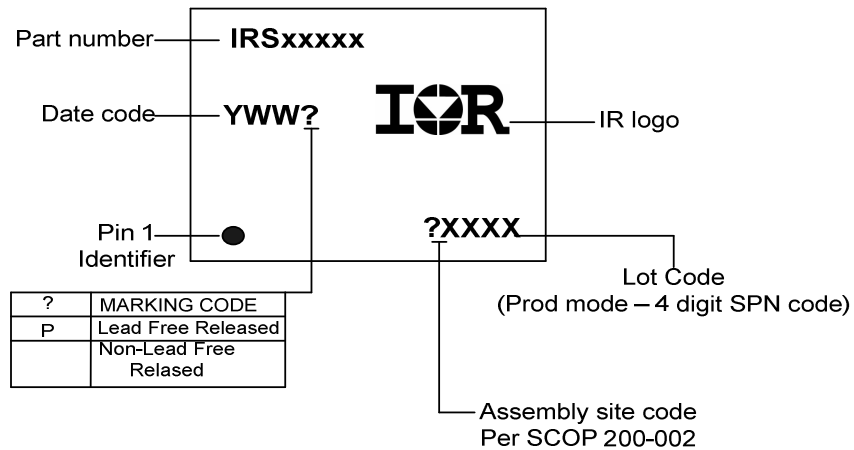 Part number
IRSxxxxx
Date code
YWW?
IOR
IR logo
Pin 1
Identifier
?XXXX
Lot Code
(Prod mode – 4 digit SPN code)
? MARKING CODE
P Lead Free Released
Non-Lead Free
Relased
Assembly site code
Per SCOP 200-002